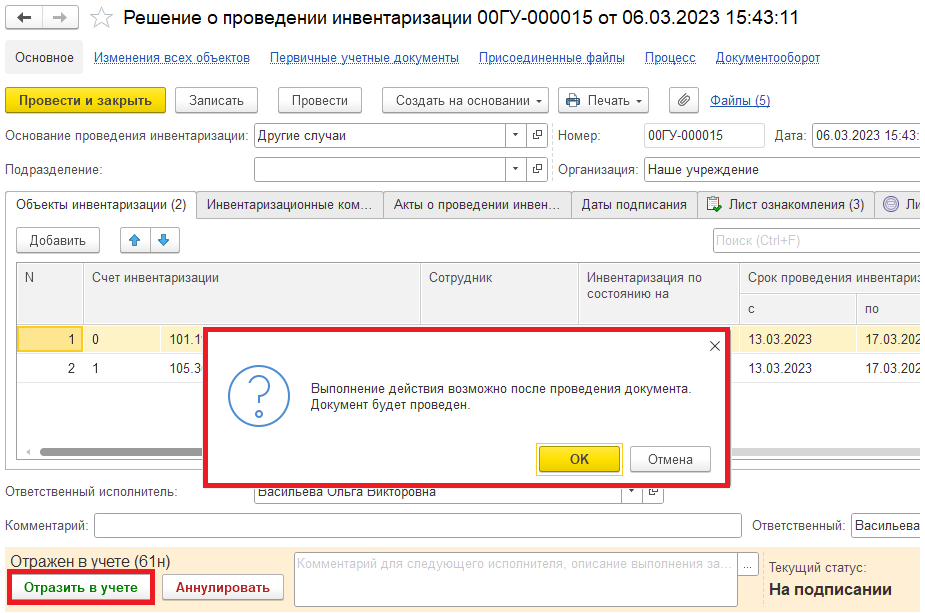 Решение о проведении инвентаризации 00ГУ-000015 от 06.03.2023 15:43:11
Основное Изменения всех объектов Первичные учетные документы Присоединенные файлы Процесс Документооборот
Провести и закрыть Записать Провести Создать на основании Печать Файлы (5)
Основание проведения инвентаризации: Другие случаи Номер: 00ГУ-000015 Дата: 06.03.2023 15:43:
Подразделение: Организация: Наше учреждение
Объекты инвентаризации (2) Инвентаризационные ком... Акты о проведении инвен... Даты подписания Лист ознакомления (3) Ли
Добавить Поиск (Ctrl+F)
N Счет инвентаризации Сотрудник Инвентаризация по состоянию на Срок проведения инвентариз
с по
1 0 101.1 13.03.2023 17.03.202
2 1 105.3 13.03.2023 17.03.202
Выполнение действия возможно после проведения документа.
Документ будет проведен.
OK Отмена
Ответственный исполнитель: Васильева Ольга Викторовна
Комментарий: Ответственный: Васильева
Отражен в учете (61н) Комментарий для следующего исполнителя, описание выполнения за... ... Текущий статус:
Отразить в учете Аннулировать На подписании